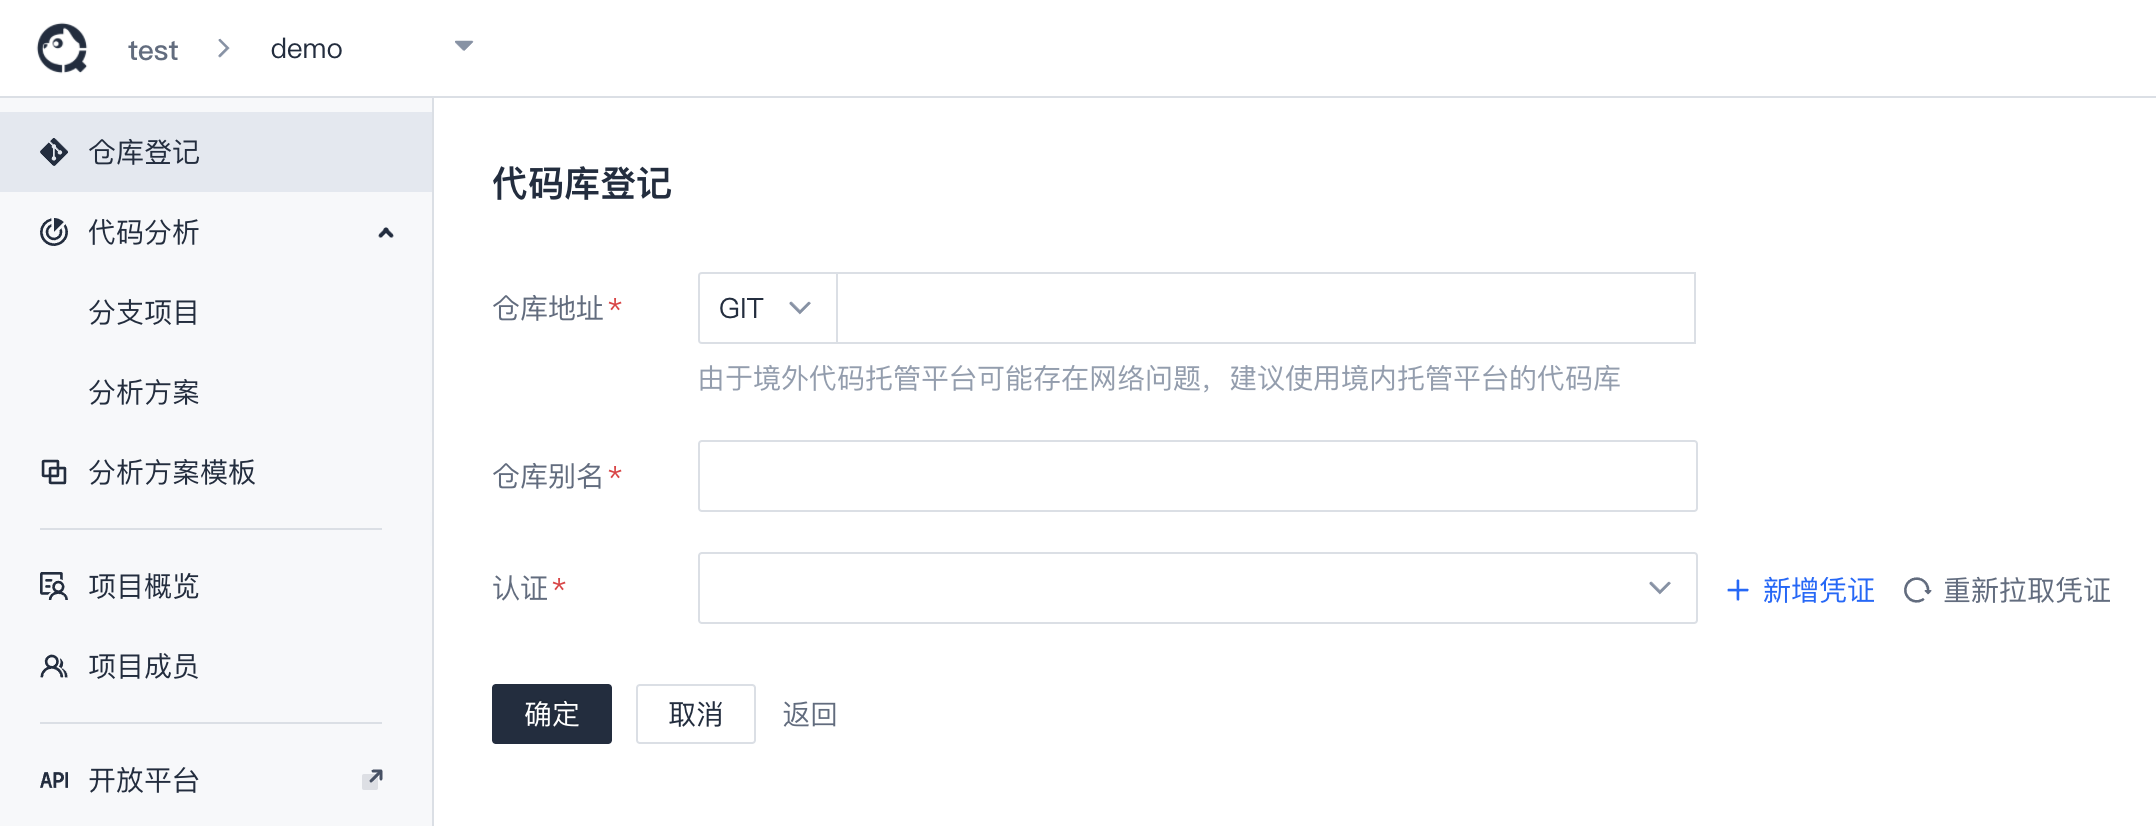 test > demo
仓库登记
代码分析
分支项目
分析方案
分析方案模板
项目概览
项目成员
API 开放平台
代码库登记
仓库地址* GIT
由于境外代码托管平台可能存在网络问题，建议使用境内托管平台的代码库
仓库别名*
认证* + 新增凭证 重新拉取凭证
确定 取消 返回